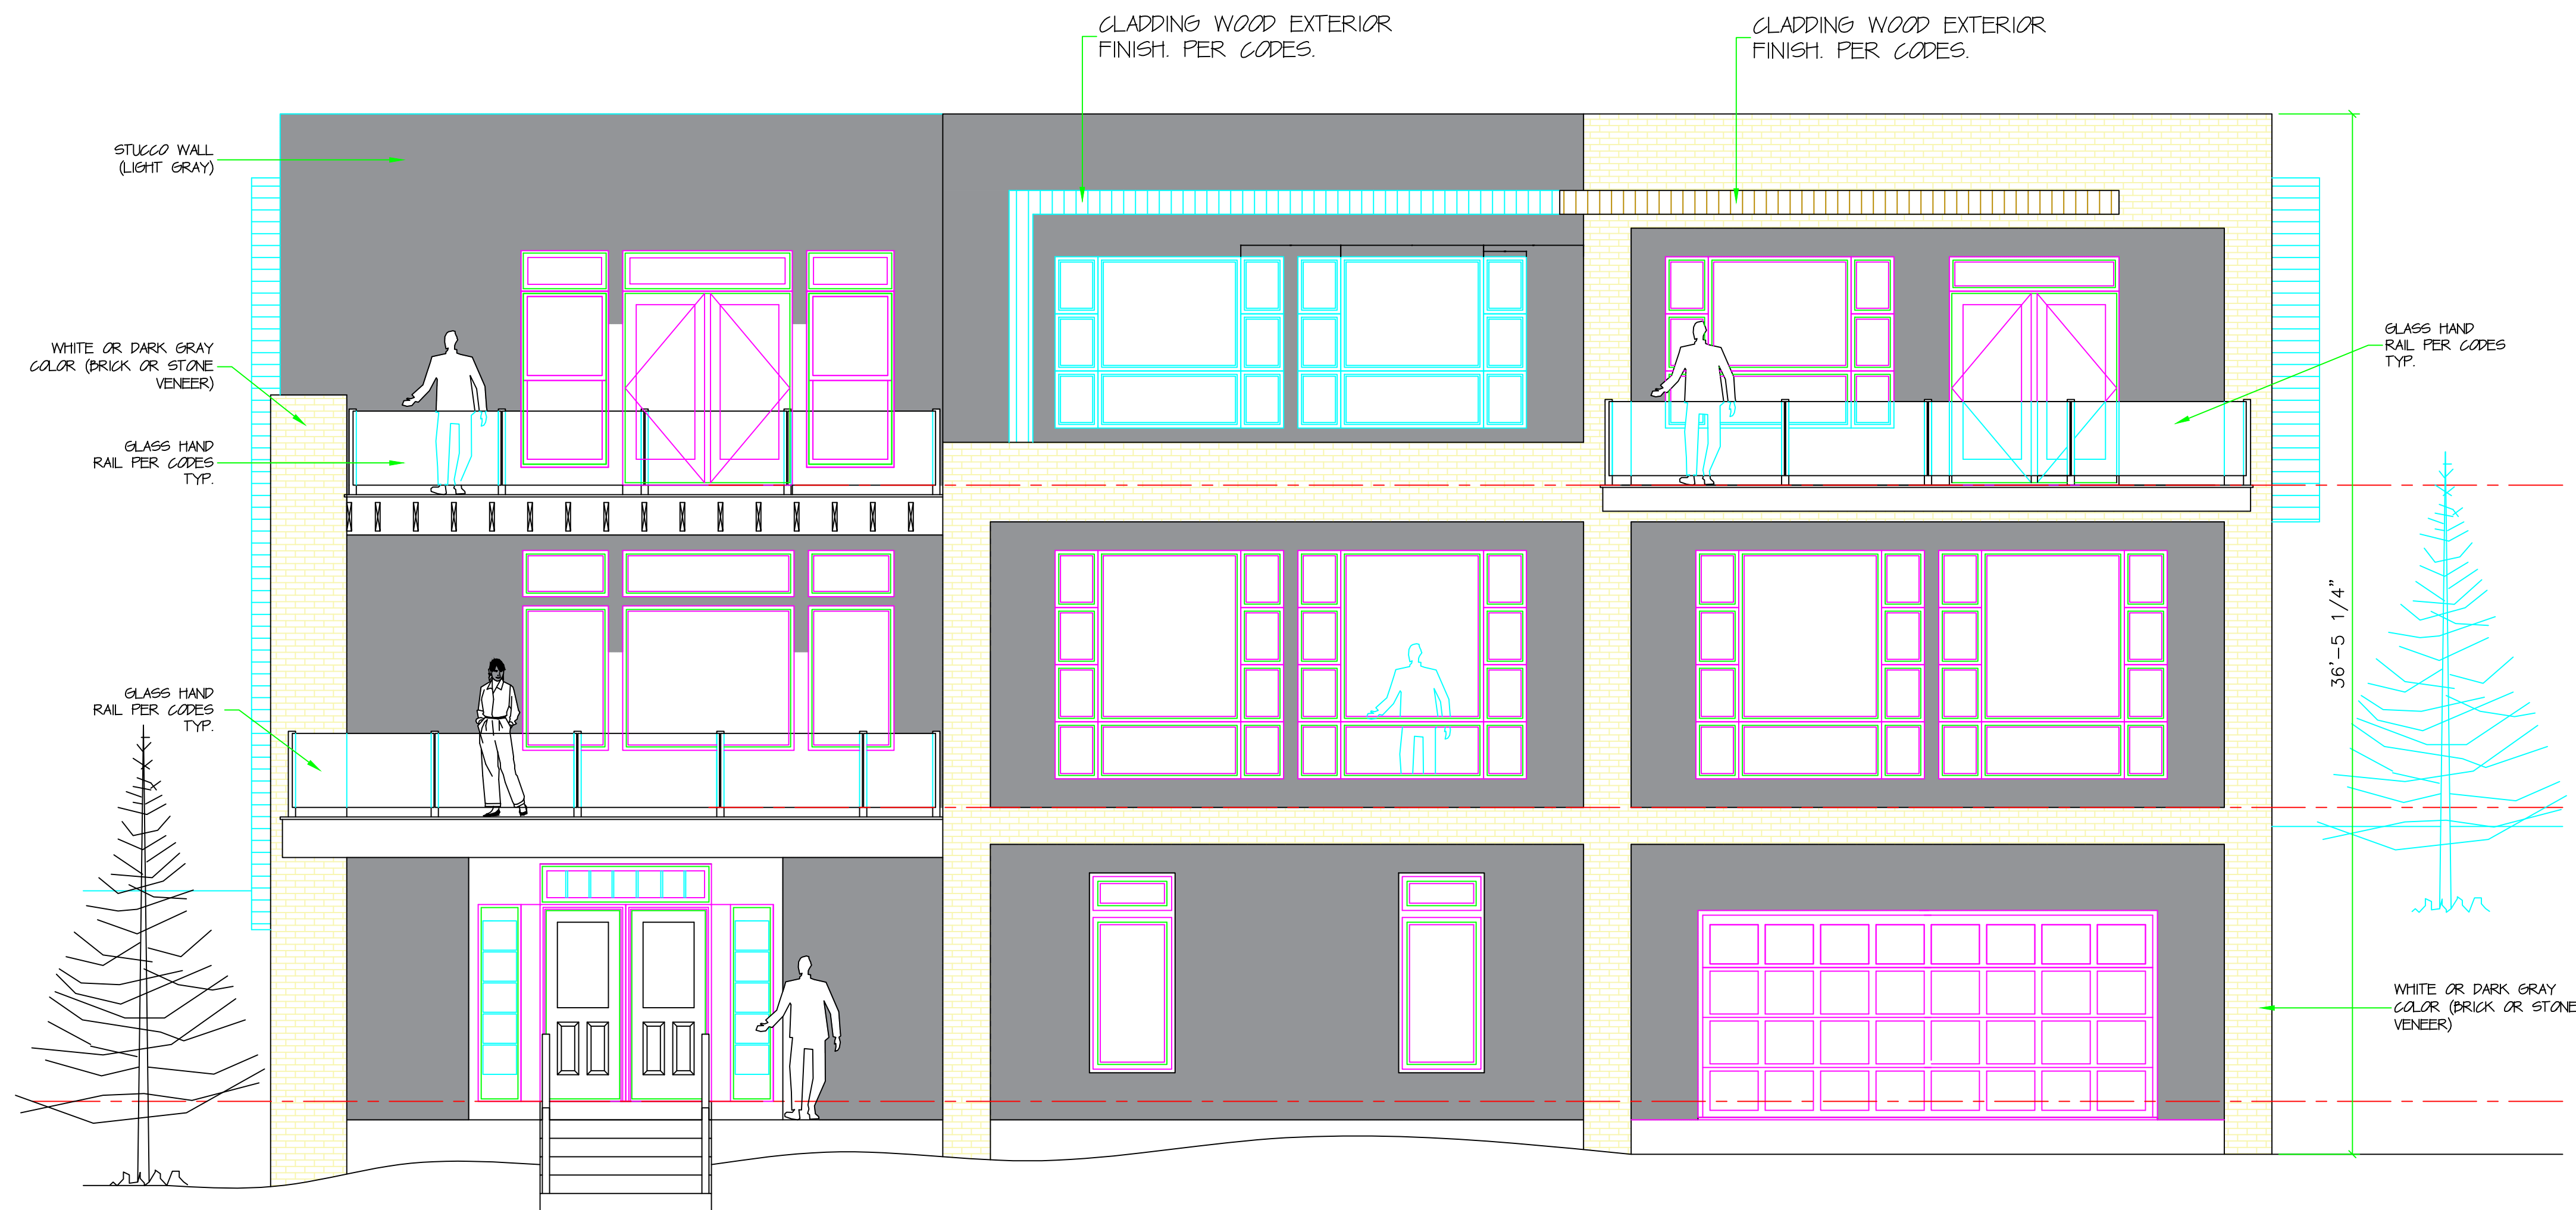 CLADDING WOOD EXTERIOR
FINISH. PER CODES.
CLADDING WOOD EXTERIOR
FINISH. PER CODES.
STUCCO WALL
(LIGHT GRAY)
WHITE OR DARK GRAY
COLOR (BRICK OR STONE
VENEER)
GLASS HAND
RAIL PER CODES
TYP.
GLASS HAND
RAIL PER CODES
TYP.
GLASS HAND
RAIL PER CODES
TYP.
36'-5 1/4"
WHITE OR DARK GRAY
COLOR (BRICK OR STONE
VENEER)